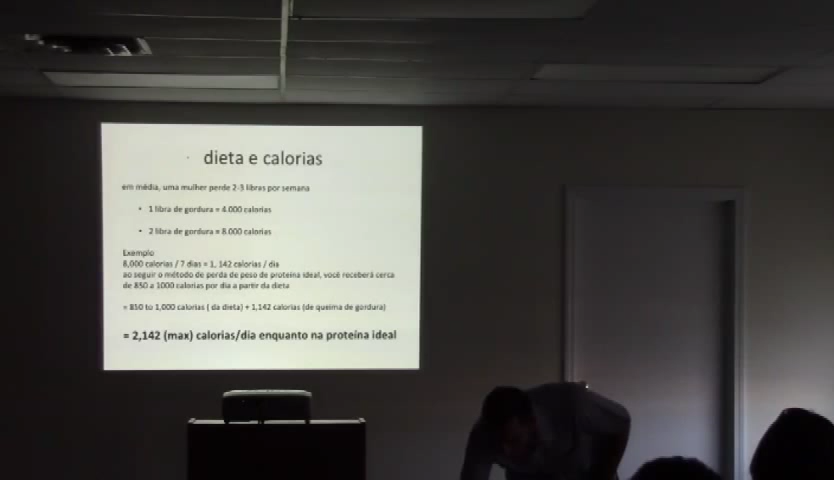 dieta e calorias
em média, uma mulher perde 2-3 libras por semana
• 1 libra de gordura = 4.000 calorias
• 2 libra de gordura = 8.000 calorias
Exemplo
8,000 calorias / 7 dias = 1, 142 calorias / dia
ao seguir o método de perda de peso de proteína ideal, você receberá cerca
de 850 a 1000 calorias por dia a partir da dieta
= 850 to 1,000 calorias ( da dieta) + 1,142 calorias (de queima de gordura)
= 2,142 (max) calorias/dia enquanto na proteína ideal